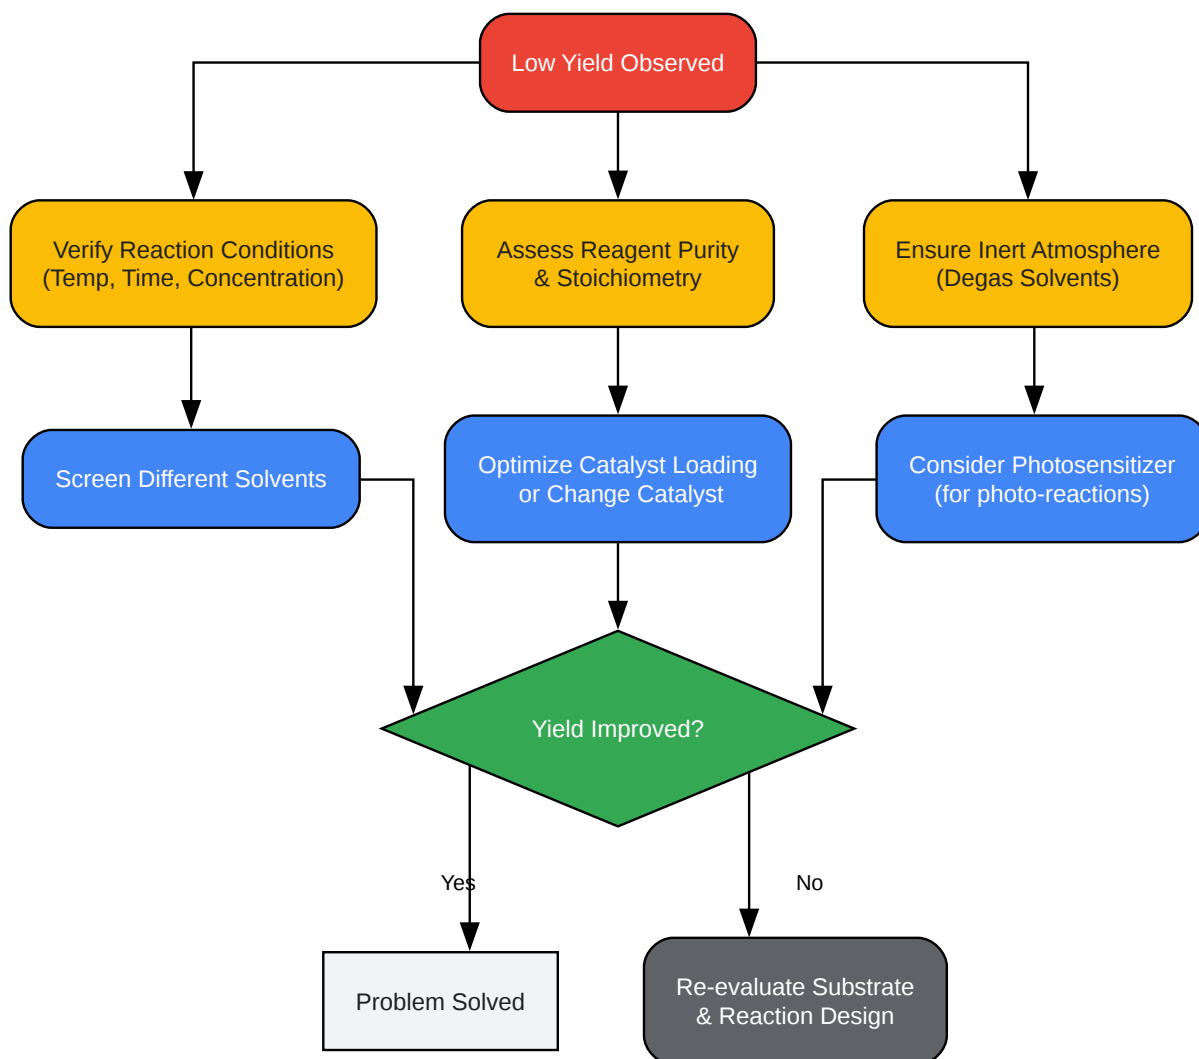 Low Yield Observed
Verify Reaction Conditions
(Temp, Time, Concentration)
Assess Reagent Purity
& Stoichiometry
Ensure Inert Atmosphere
(Degas Solvents)
Screen Different Solvents
Optimize Catalyst Loading
or Change Catalyst
Consider Photosensitizer
(for photo-reactions)
Yield Improved?
Yes
No
Problem Solved
Re-evaluate Substrate
& Reaction Design